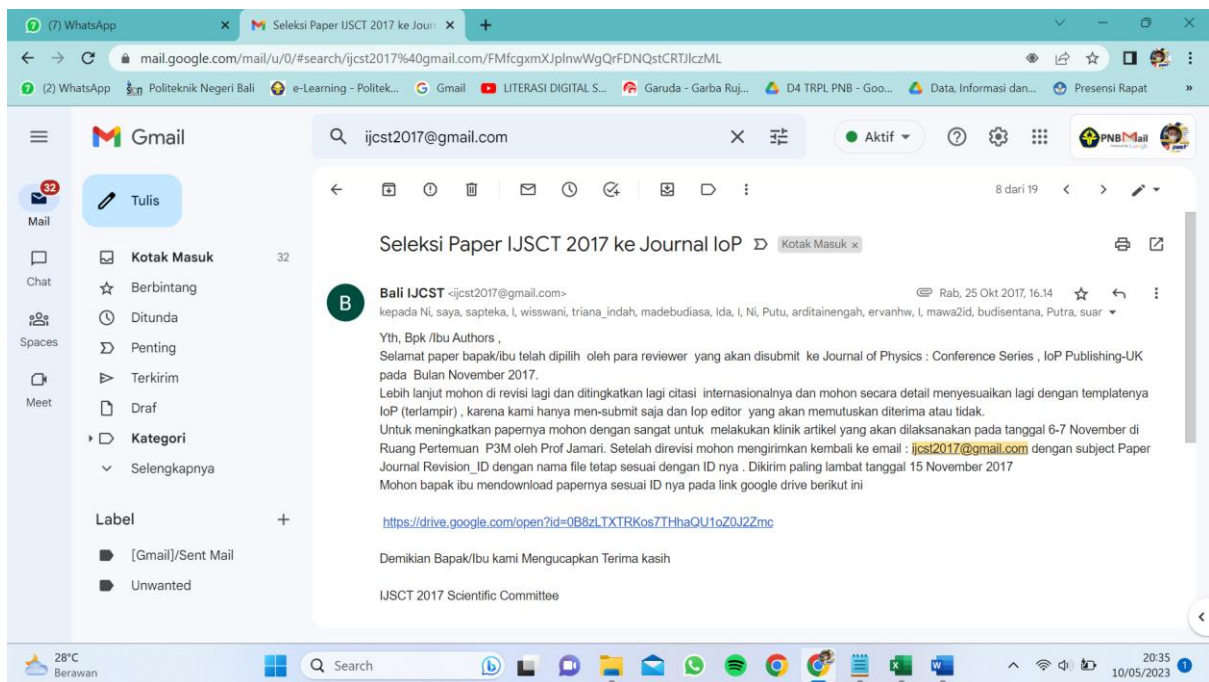 (7) WhatsApp
Seleksi Paper IJSCT 2017 ke Journ
mail.google.com/mail/u/0/#search/ijcst2017%40gmail.com/FMfcgxmXJplnwWgQrFDNQstCRTJlczML
(2) WhatsApp Politeknik Negeri Bali e-Learning - Politek... Gmail LITERASI DIGITAL S... Garuda - Garba Ruj... D4 TRPL PNB - Goo... Data, Informasi dan... Presensi Rapat »
Gmail
ijcst2017@gmail.com
Aktif
PNBMail
32
Mail
Chat
Spaces
Meet
Tulis
Kotak Masuk 32
Berbintang
Ditunda
Penting
Terkirim
Draf
Kategori
Selengkapnya
Label +
[Gmail]/Sent Mail
Unwanted
8 dari 19
Seleksi Paper IJSCT 2017 ke Journal IoP Kotak Masuk x
B
Bali IJCST <ijcst2017@gmail.com> Rab, 25 Okt 2017, 16.14
kepada Ni, saya, sapteka, I, wisswani, triana_indah, madebudiasa, Ida, I, Ni, Putu, arditainengah, ervanhw, I, mawa2id, budisentana, Putra, suar
Yth, Bpk /Ibu Authors ,
Selamat paper bapak/ibu telah dipilih oleh para reviewer yang akan disubmit ke Journal of Physics : Conference Series , IoP Publishing-UK
pada Bulan November 2017.
Lebih lanjut mohon di revisi lagi dan ditingkatkan lagi citasi internasionalnya dan mohon secara detail menyesuaikan lagi dengan templatenya
IoP (terlampir) , karena kami hanya men-submit saja dan Iop editor yang akan memutuskan diterima atau tidak.
Untuk meningkatkan papernya mohon dengan sangat untuk melakukan klinik artikel yang akan dilaksanakan pada tanggal 6-7 November di
Ruang Pertemuan P3M oleh Prof Jamari. Setelah direvisi mohon mengirimkan kembali ke email : ijcst2017@gmail.com dengan subject Paper
Journal Revision_ID dengan nama file tetap sesuai dengan ID nya . Dikirim paling lambat tanggal 15 November 2017
Mohon bapak ibu mendownload papernya sesuai ID nya pada link google drive berikut ini
https://drive.google.com/open?id=0B8zLTXTRKos7THhaQU1oZ0J2Zmc
Demikian Bapak/Ibu kami Mengucapkan Terima kasih
IJSCT 2017 Scientific Committee
28°C
Berawan
Search
20:35
10/05/2023
1